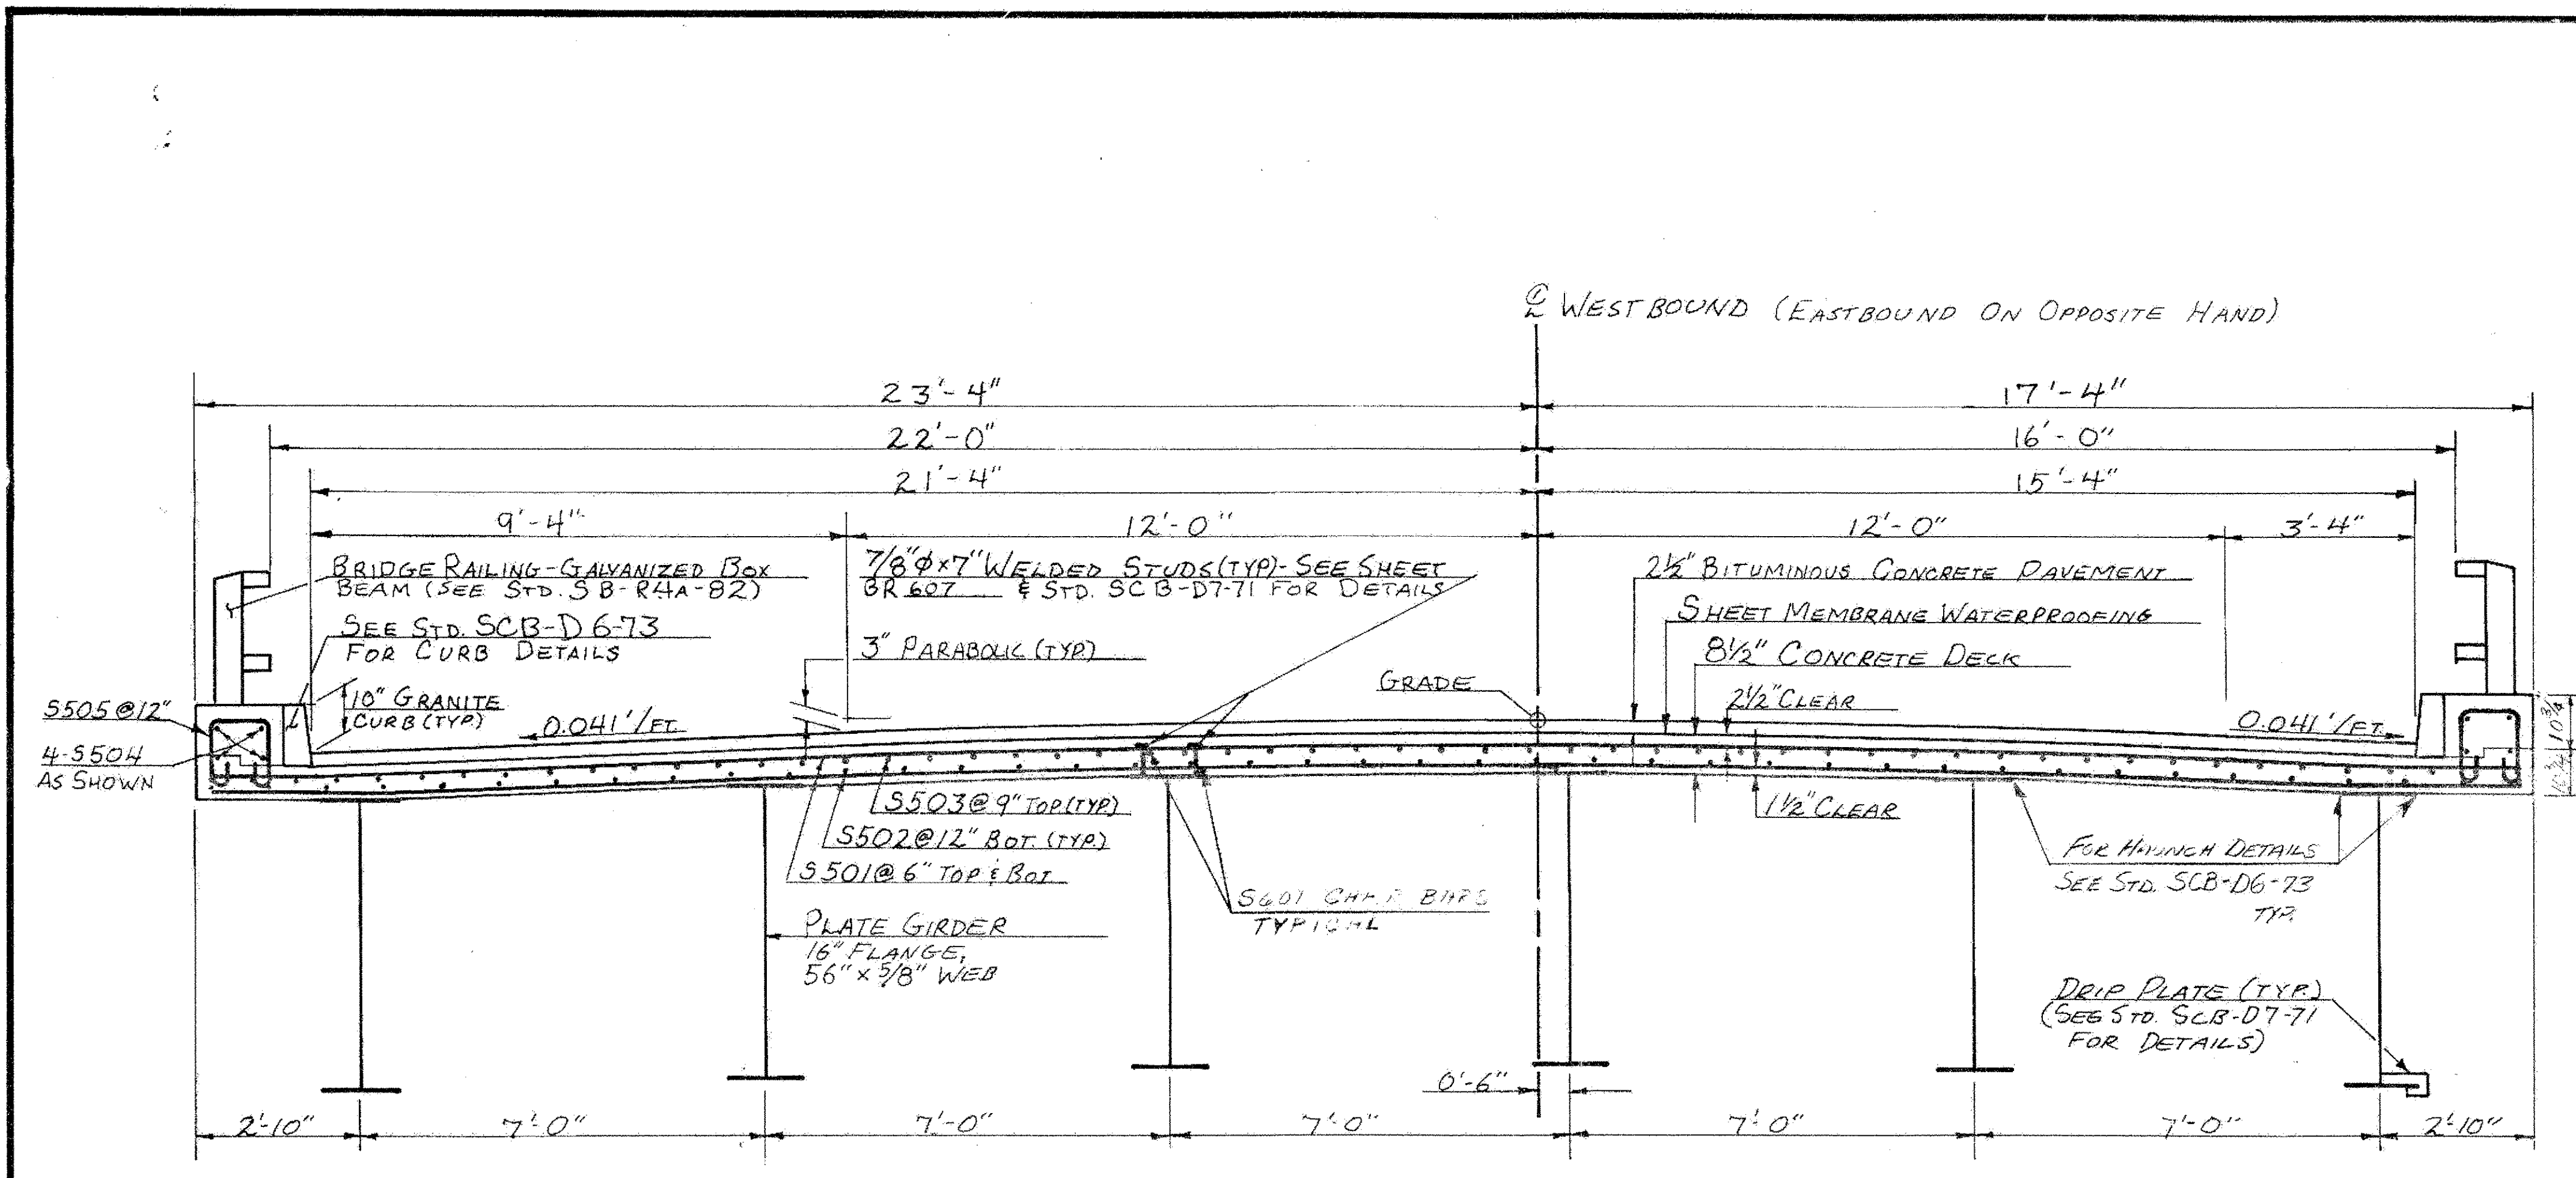 ℄ WESTBOUND (EASTBOUND ON OPPOSITE HAND)
23'-4"
17'-4"
22'-0"
16'-0"
21'-4"
15'-4"
9'-4"
12'-0"
12'-0"
3'-4"
BRIDGE RAILING-GALVANIZED BOX
BEAM (SEE STD. SB-R4A-82)
7/8"φx7" WELDED STUDS(TYP)-SEE SHEET
BR 607 & STD. SCB-D7-71 FOR DETAILS
2½" BITUMINOUS CONCRETE PAVEMENT
SHEET MEMBRANE WATERPROOFING
SEE STD. SCB-D6-73
FOR CURB DETAILS
3" PARABOLIC (TYP.)
8½" CONCRETE DECK
GRADE
2½" CLEAR
10" GRANITE
CURB (TYP.)
S505@12"
0.041'/FT.
0.041'/FT.
10¾"
4-S504
AS SHOWN
10¾"
S503@9" TOP.(TYP)
1½" CLEAR
S502@12" BOT. (TYP.)
S501@6" TOP & BOT
FOR HAUNCH DETAILS
SEE STD. SCB-D6-73
TYP.
S601 CHAIR BARS
TYPICAL
PLATE GIRDER
16" FLANGE,
56" x 5/8" WEB
DRIP PLATE (TYP.)
(SEE STD. SCB-D7-71
FOR DETAILS)
0'-6"
2'-10"
7'-0"
7'-0"
7'-0"
7'-0"
7'-0"
2'-10"